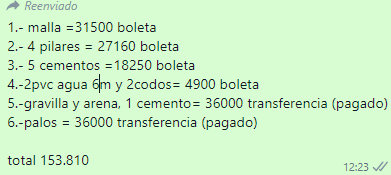 Reenviado
1.- malla =31500 boleta
2.- 4 pilares = 27160 boleta
3.- 5 cementos =18250 boleta
4.-2pvc agua 6m y 2codos= 4900 boleta
5.-gravilla y arena, 1 cemento= 36000 transferencia (pagado)
6.-palos = 36000 transferencia (pagado)
total 153.810
12:23